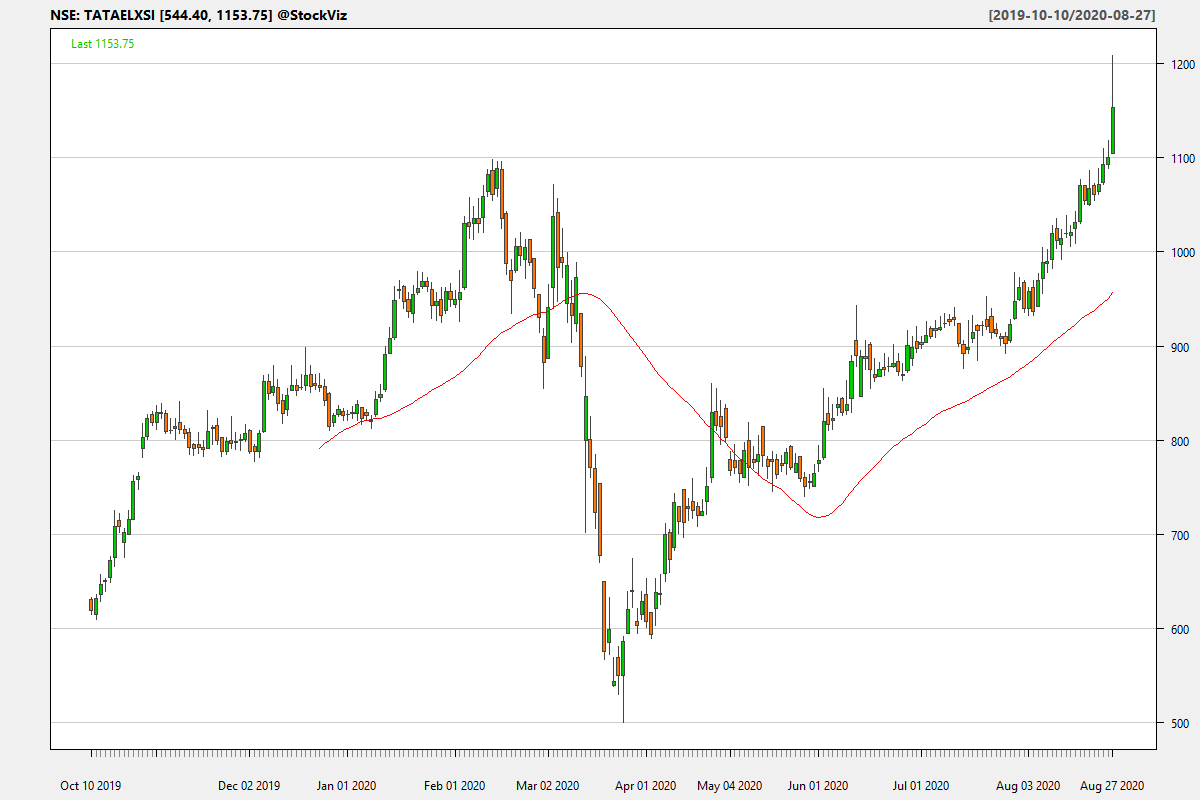 NSE: TATAELXSI [544.40, 1153.75] @StockViz
[2019-10-10/2020-08-27]
Last 1153.75
1200
1100
1000
900
800
700
600
500
Oct 10 2019
Dec 02 2019
Jan 01 2020
Feb 01 2020
Mar 02 2020
Apr 01 2020
May 04 2020
Jun 01 2020
Jul 01 2020
Aug 03 2020
Aug 27 2020